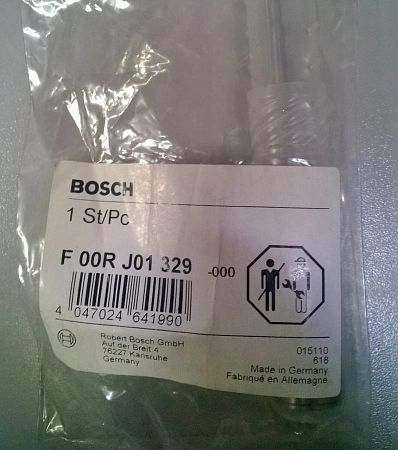 BOSCH
1 St/Pc
F 00R J01 329 -000
4 047024 641990
Robert Bosch GmbH
Auf der Breit 4
76227 Karlsruhe
Germany
015110
618
Made in Germany
Fabriqué en Allemagne